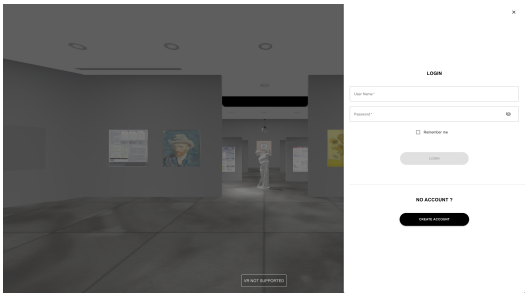 LOGIN
User Name*
Password *
Remember me
LOGIN
NO ACCOUNT ?
CREATE ACCOUNT
VR NOT SUPPORTED